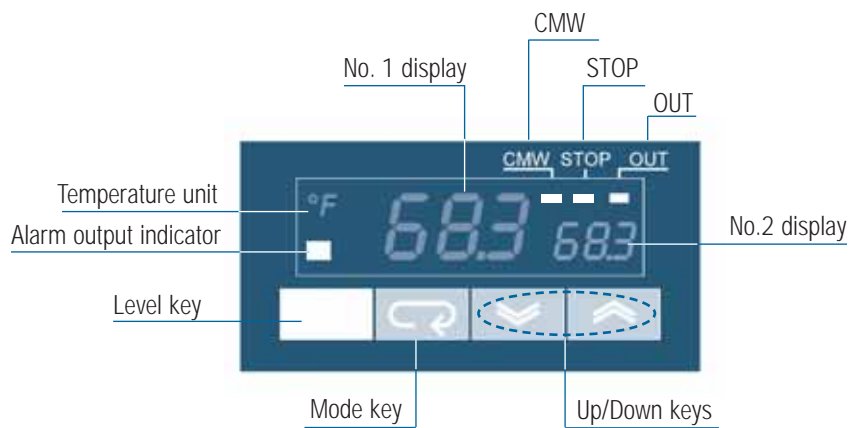 CMW
No. 1 display
STOP
OUT
CMW STOP OUT
Temperature unit
°F
68.3
68.3
No.2 display
Alarm output indicator
Level key
Mode key
Up/Down keys